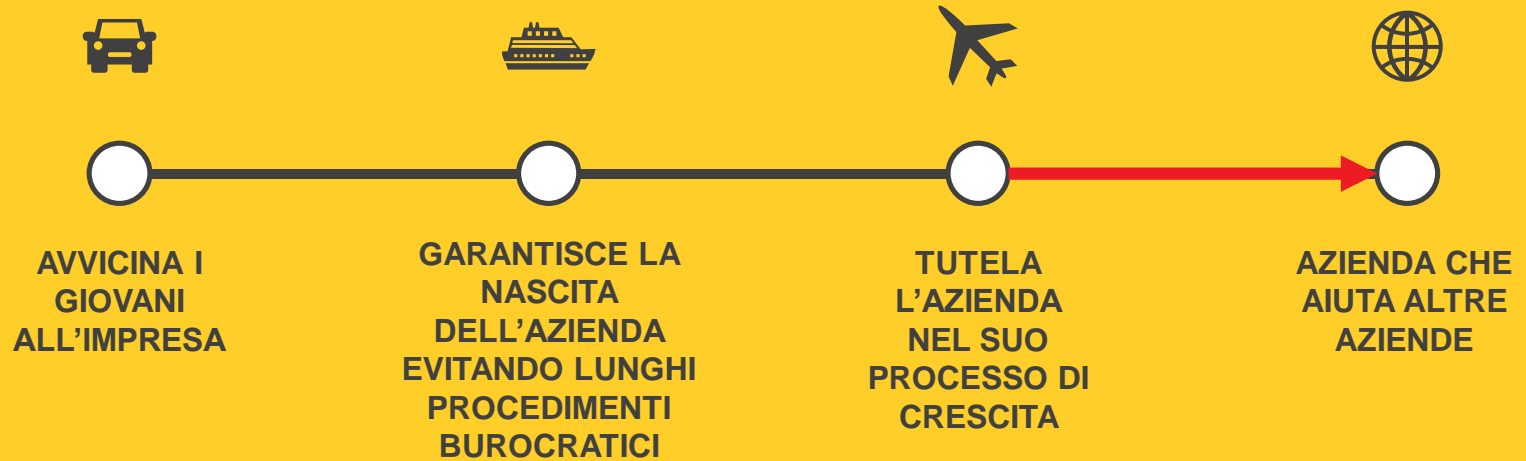 AVVICINA I
GIOVANI
ALL’IMPRESA
GARANTISCE LA
NASCITA
DELL’AZIENDA
EVITANDO LUNGHI
PROCEDIMENTI
BUROCRATICI
TUTELA
L’AZIENDA
NEL SUO
PROCESSO DI
CRESCITA
AZIENDA CHE
AIUTA ALTRE
AZIENDE